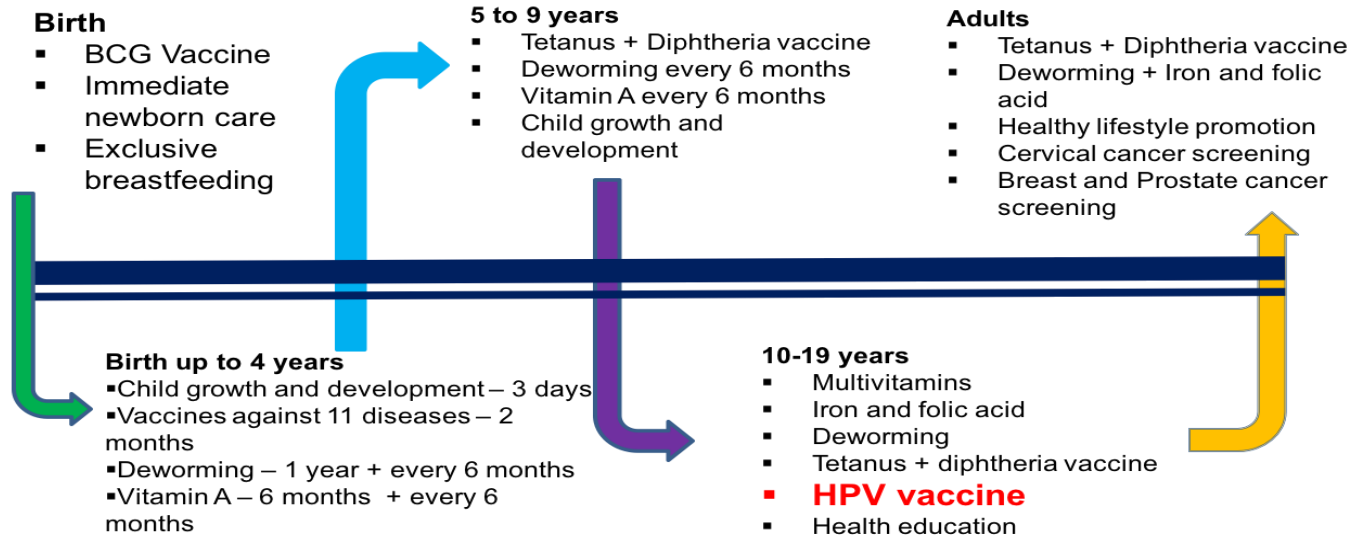 Birth
▪ BCG Vaccine
▪ Immediate
newborn care
▪ Exclusive
breastfeeding
Birth up to 4 years
▪Child growth and development – 3 days
▪Vaccines against 11 diseases – 2
months
▪Deworming – 1 year + every 6 months
▪Vitamin A – 6 months + every 6
months
5 to 9 years
▪ Tetanus + Diphtheria vaccine
▪ Deworming every 6 months
▪ Vitamin A every 6 months
▪ Child growth and
development
10-19 years
▪ Multivitamins
▪ Iron and folic acid
▪ Deworming
▪ Tetanus + diphtheria vaccine
▪ HPV vaccine
▪ Health education
Adults
▪ Tetanus + Diphtheria vaccine
▪ Deworming + Iron and folic
acid
▪ Healthy lifestyle promotion
▪ Cervical cancer screening
▪ Breast and Prostate cancer
screening